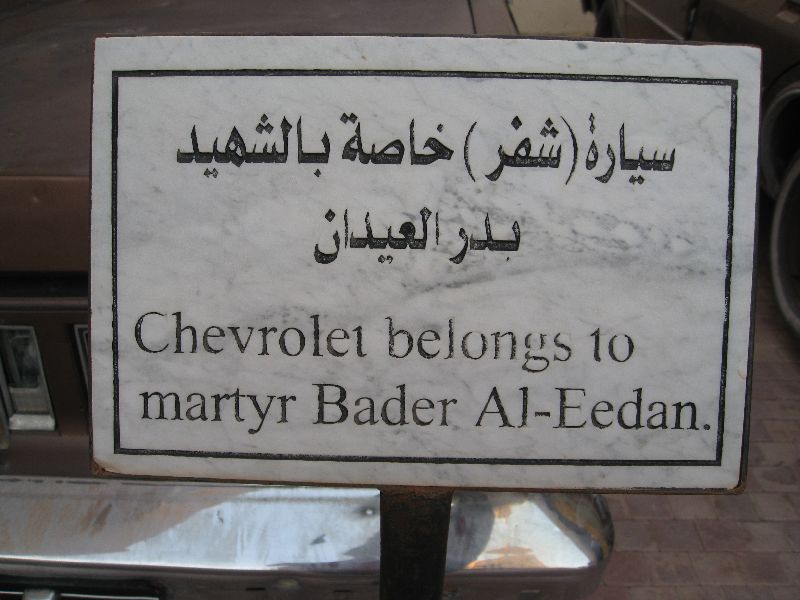 سيارة (شفر) خاصة بالشهيد
بدر العيدان
Chevrolet belongs to
martyr Bader Al-Eedan.